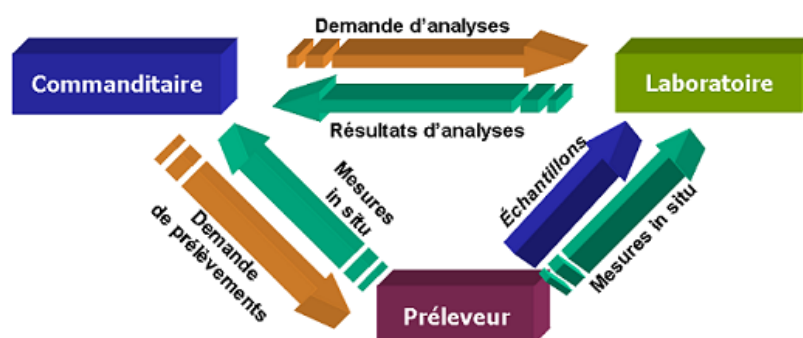 Demande d'analyses
Commanditaire
Laboratoire
Résultats d'analyses
Mesures
in situ
Échantillons
Mesures in situ
Demande
de prélèvements
Préleveur